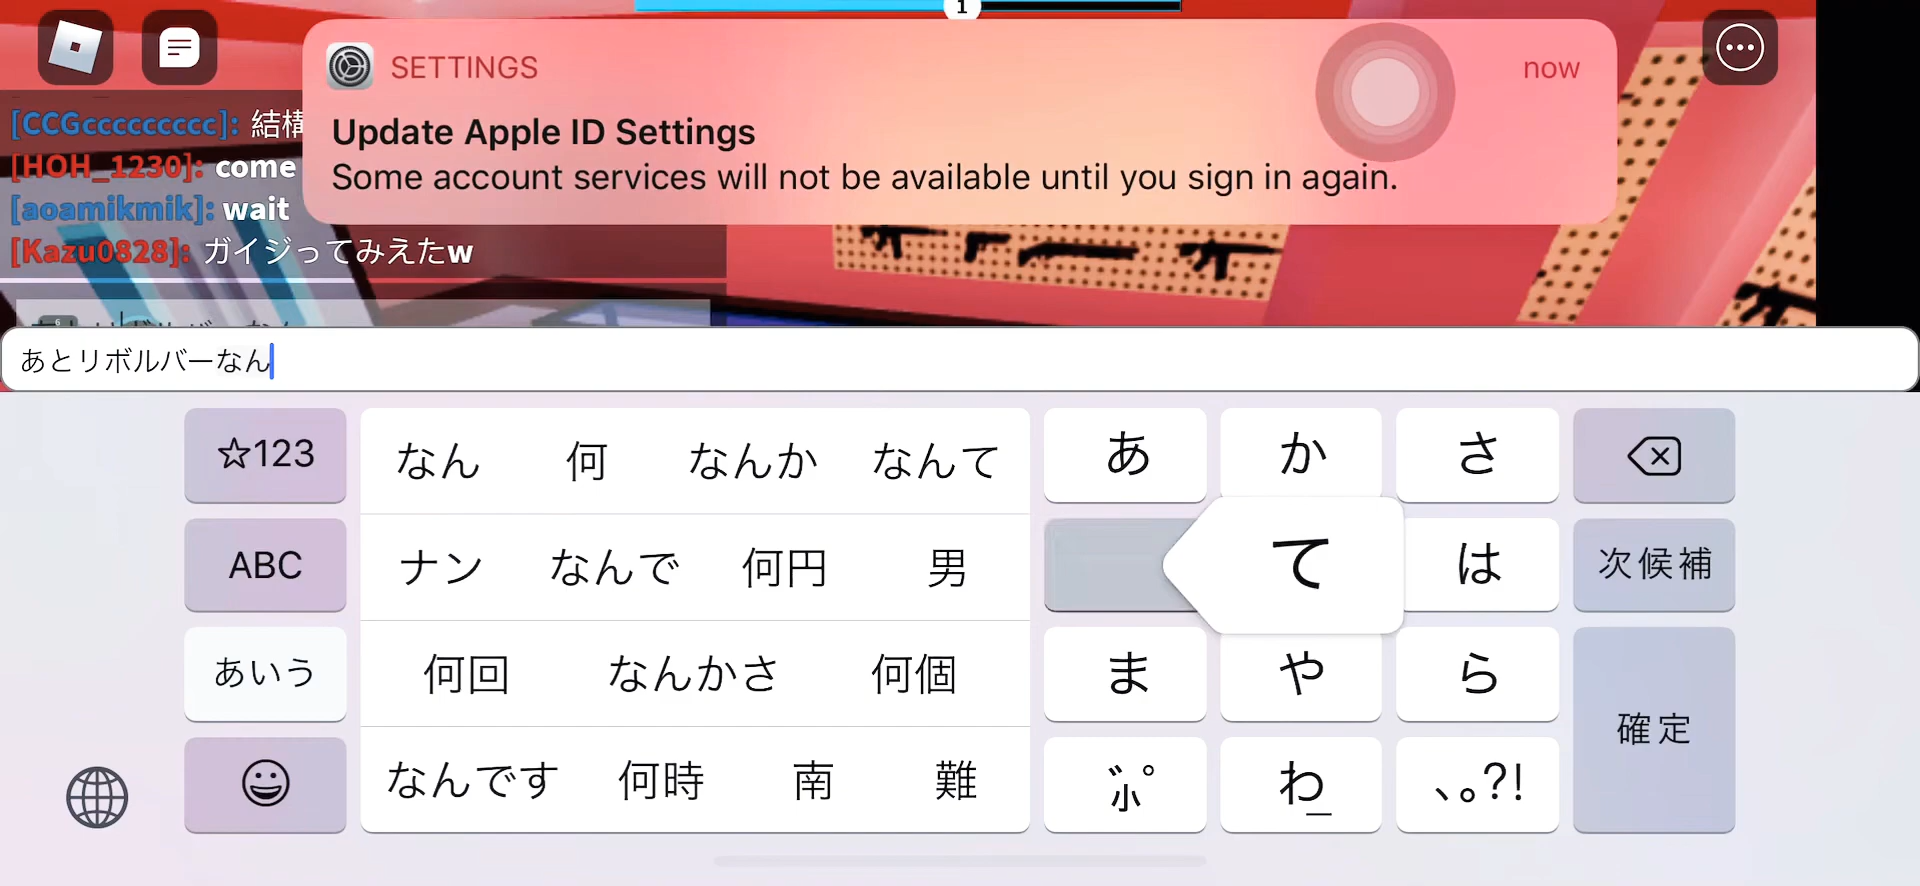 1
SETTINGS
now
Update Apple ID Settings
Some account services will not be available until you sign in again.
[CCGcccccccccc]: 結構
[HOH_1230]: come
[aoamikmik]: wait
[Kazu0828]: ガイジってみえたw
あとリボルバーなん
☆123
なん 何 なんか なんて
あ か さ
ABC
ナン なんで 何円 男
て は 次候補
あいう
何回 なんかさ 何個
ま や ら
確定
なんです 何時 南 難
小゛゜ わ_ 、。?!